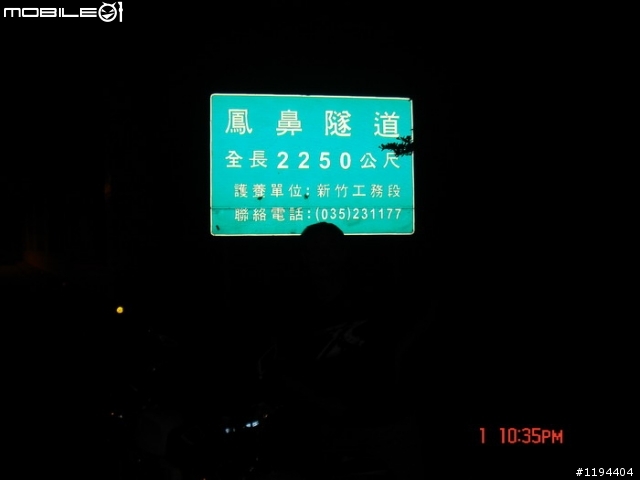 MOBILE01
鳳鼻隧道
全長2250公尺
護養單位:新竹工務段
聯絡電話:(035)231177
1 10:35PM
#1194404